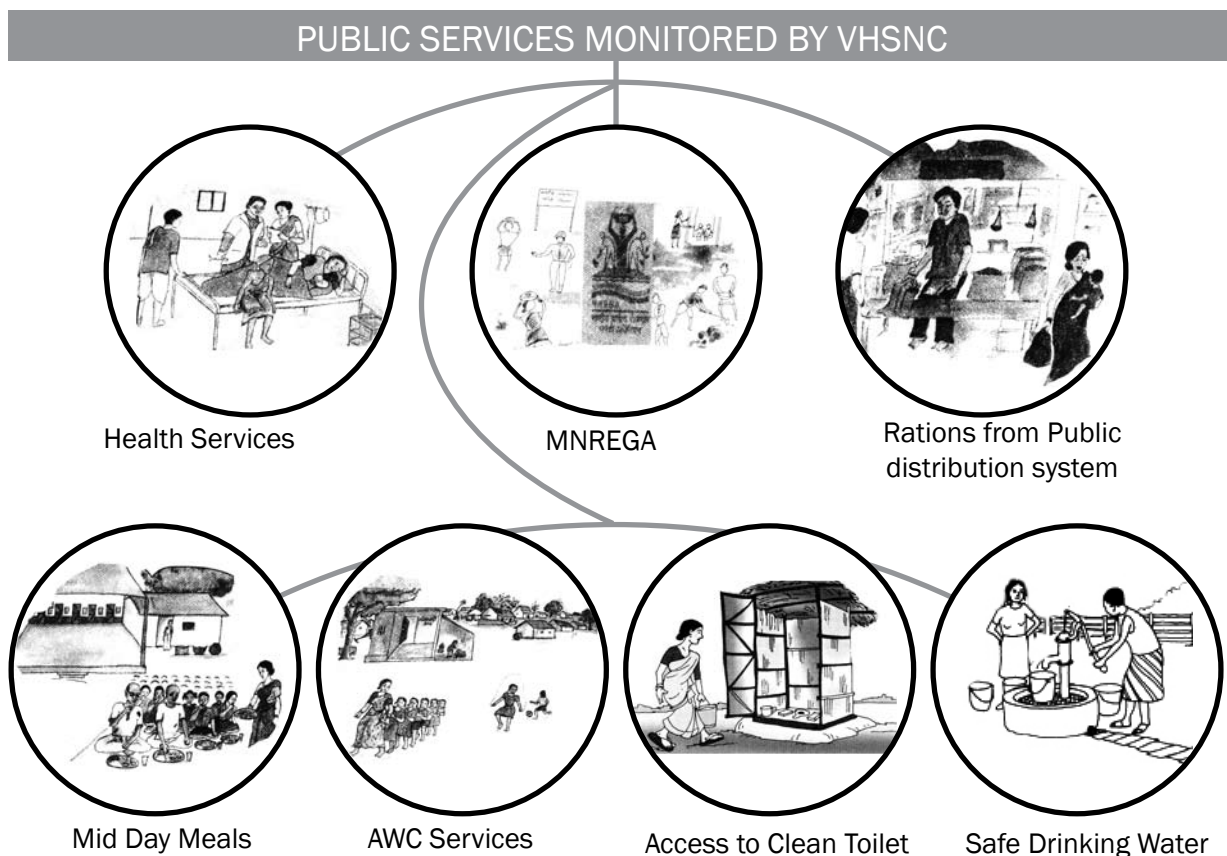 PUBLIC SERVICES MONITORED BY VHSNC
Health Services
MNREGA
Rations from Public
distribution system
Mid Day Meals
AWC Services
Access to Clean Toilet
Safe Drinking Water